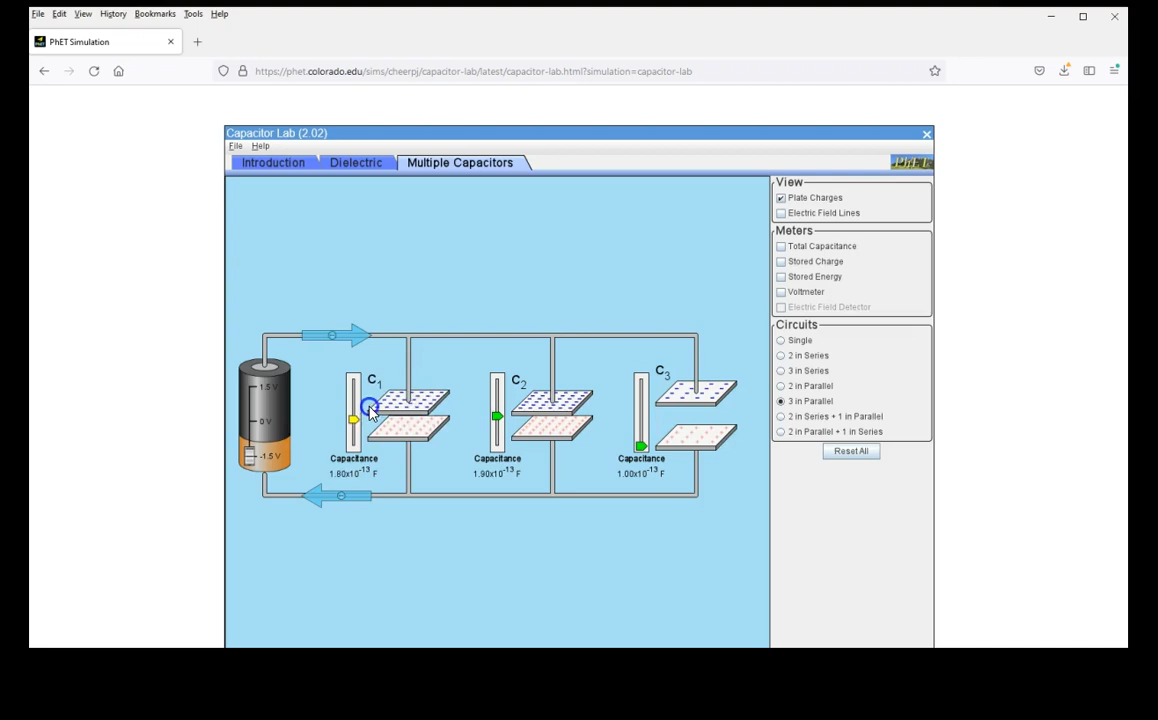 File Edit View History Bookmarks Tools Help
PhET Simulation
https://phet.colorado.edu/sims/cheerpj/capacitor-lab/latest/capacitor-lab.html?simulation=capacitor-lab
Capacitor Lab (2.02)
File Help
Introduction Dielectric Multiple Capacitors
PhET
View
Plate Charges
Electric Field Lines
Meters
Total Capacitance
Stored Charge
Stored Energy
Voltmeter
Electric Field Detector
Circuits
Single
2 in Series
3 in Series
2 in Parallel
3 in Parallel
2 in Series + 1 in Parallel
2 in Parallel + 1 in Series
Reset All
1.5 V
0 V
-1.5 V
C1
Capacitance
1.80x10-13 F
C2
Capacitance
1.90x10-13 F
C3
Capacitance
1.00x10-13 F